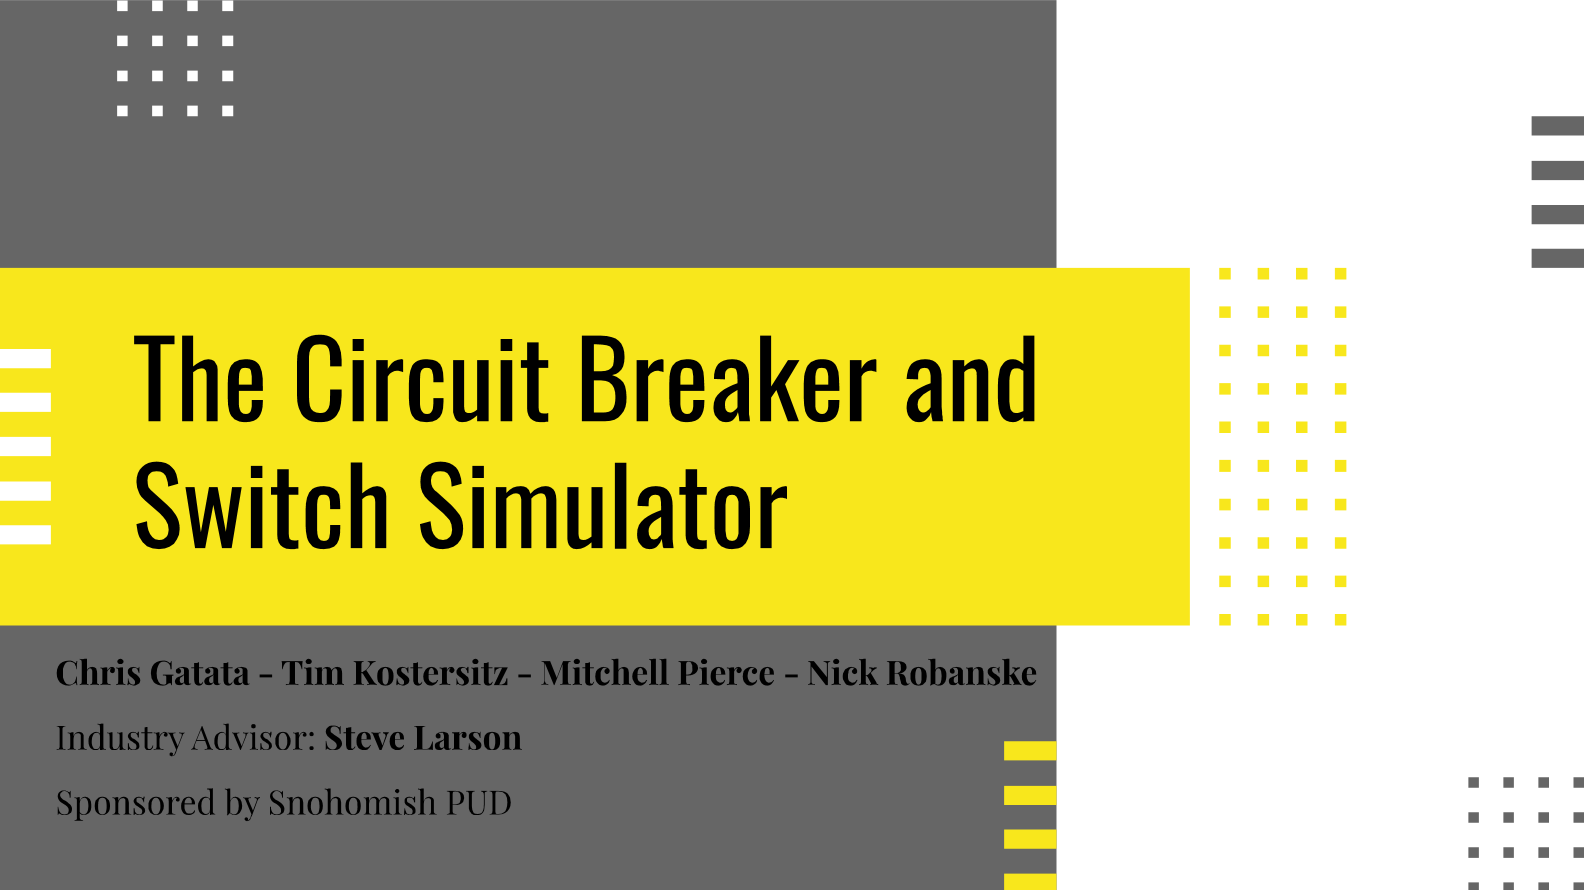 The Circuit Breaker and
Switch Simulator
Chris Gatata - Tim Kostersitz - Mitchell Pierce - Nick Robanske
Industry Advisor: Steve Larson
Sponsored by Snohomish PUD